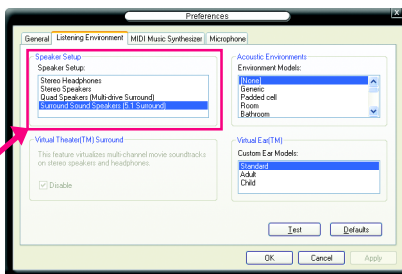 Preferences
X
General Listening Environment MIDI Music Synthesizer Microphone
Speaker Setup
Speaker Setup:
Stereo Headphones
Stereo Speakers
Quad Speakers (Multi-drive Surround)
Surround Sound Speakers (5.1 Surround)
Acoustic Environments
Environment Models:
(None)
Generic
Padded cell
Room
Bathroom
Virtual Theater(TM) Surround
This feature virtualizes multi-channel movie soundtracks
on stereo speakers and headphones.
Disable
Virtual Ear(TM)
Custom Ear Models:
Standard
Adult
Child
Test Defaults
OK Cancel Apply